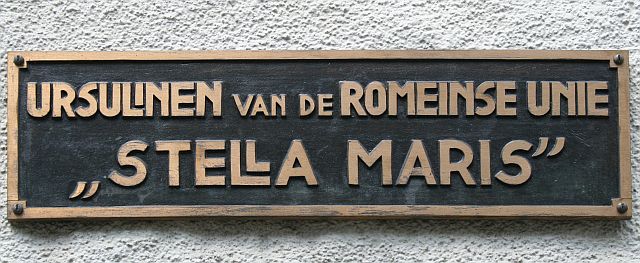 URSULINEN VAN DE ROMEINSE UNIE
„STELLA MARIS”